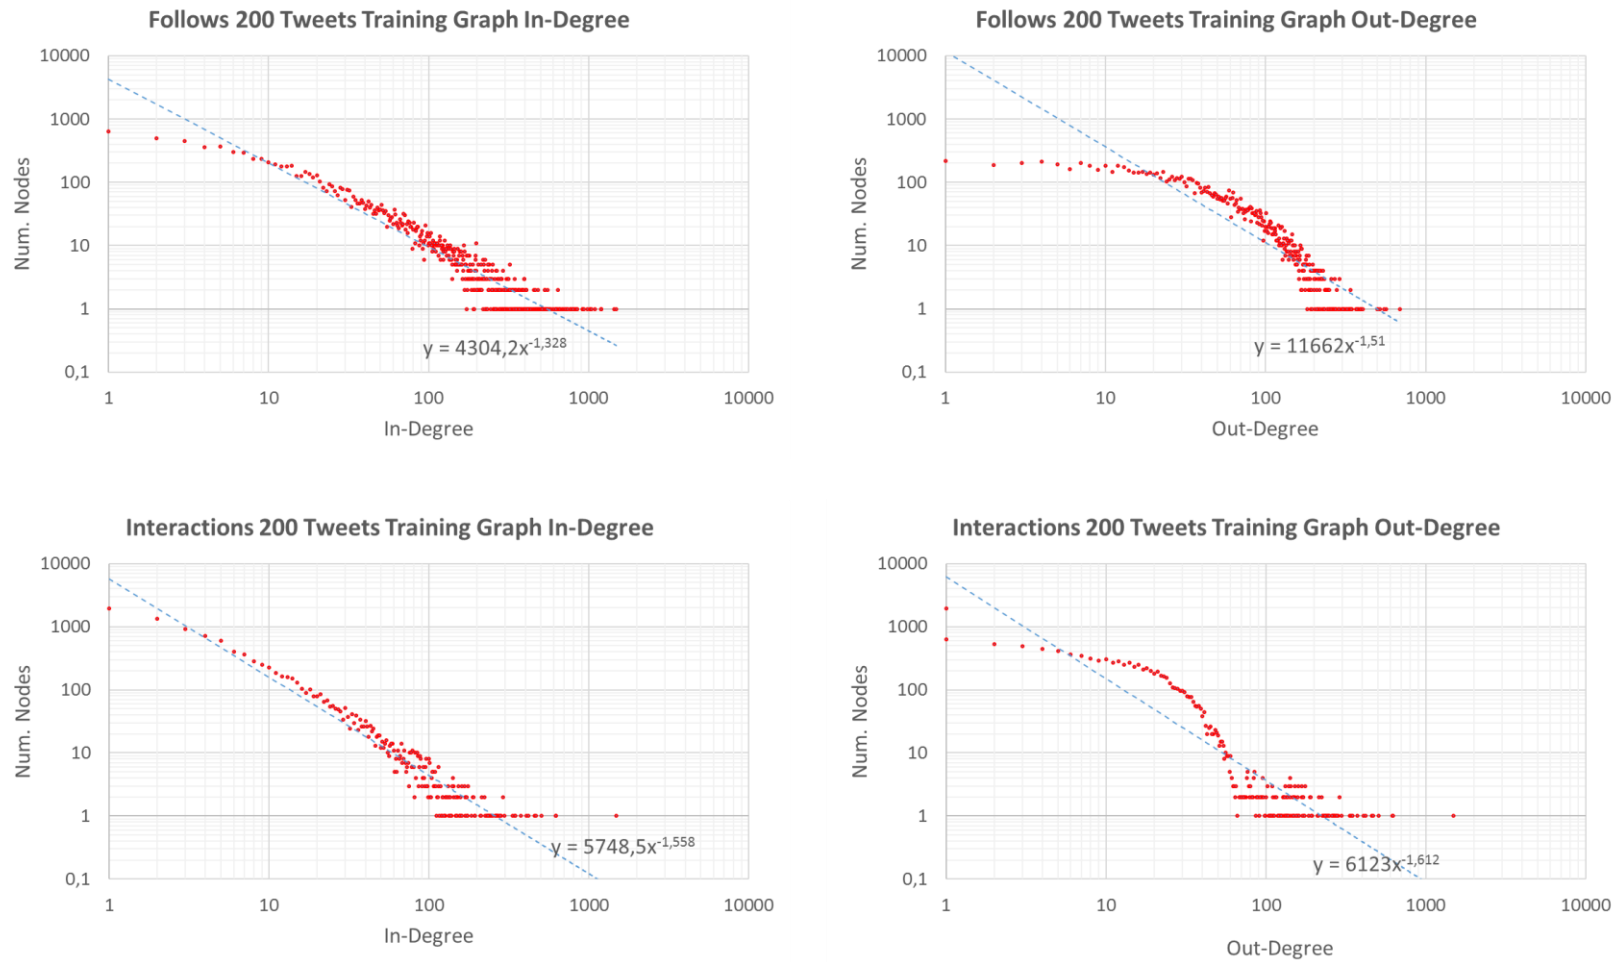 Follows 200 Tweets Training Graph In-Degree
10000
1000
100
10
1
0,1
Num. Nodes
y = 4304,2x^-1,328
1 10 100 1000 10000
In-Degree
Follows 200 Tweets Training Graph Out-Degree
10000
1000
100
10
1
0,1
Num. Nodes
y = 11662x^-1,51
1 10 100 1000 10000
Out-Degree
Interactions 200 Tweets Training Graph In-Degree
10000
1000
100
10
1
0,1
Num. Nodes
y = 5748,5x^-1,558
1 10 100 1000 10000
In-Degree
Interactions 200 Tweets Training Graph Out-Degree
10000
1000
100
10
1
0,1
Num. Nodes
y = 6123x^-1,612
1 10 100 1000 10000
Out-Degree